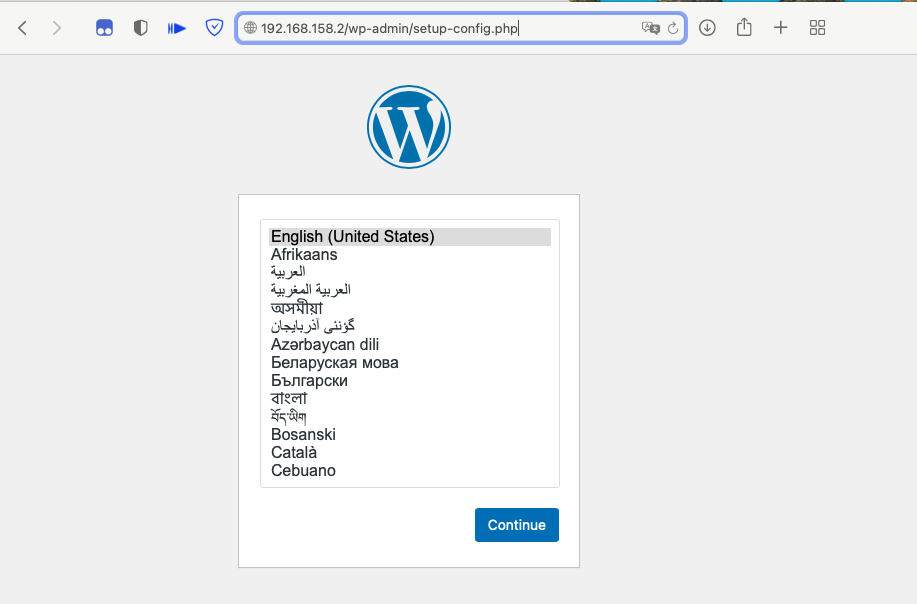 192.168.158.2/wp-admin/setup-config.php
English (United States)
Afrikaans
العربية
العربية المغربية
অসমীয়া
گؤنئی آذربایجان
Azərbaycan dili
Беларуская мова
Български
বাংলা
བོད་ཡིག
Bosanski
Català
Cebuano
Continue